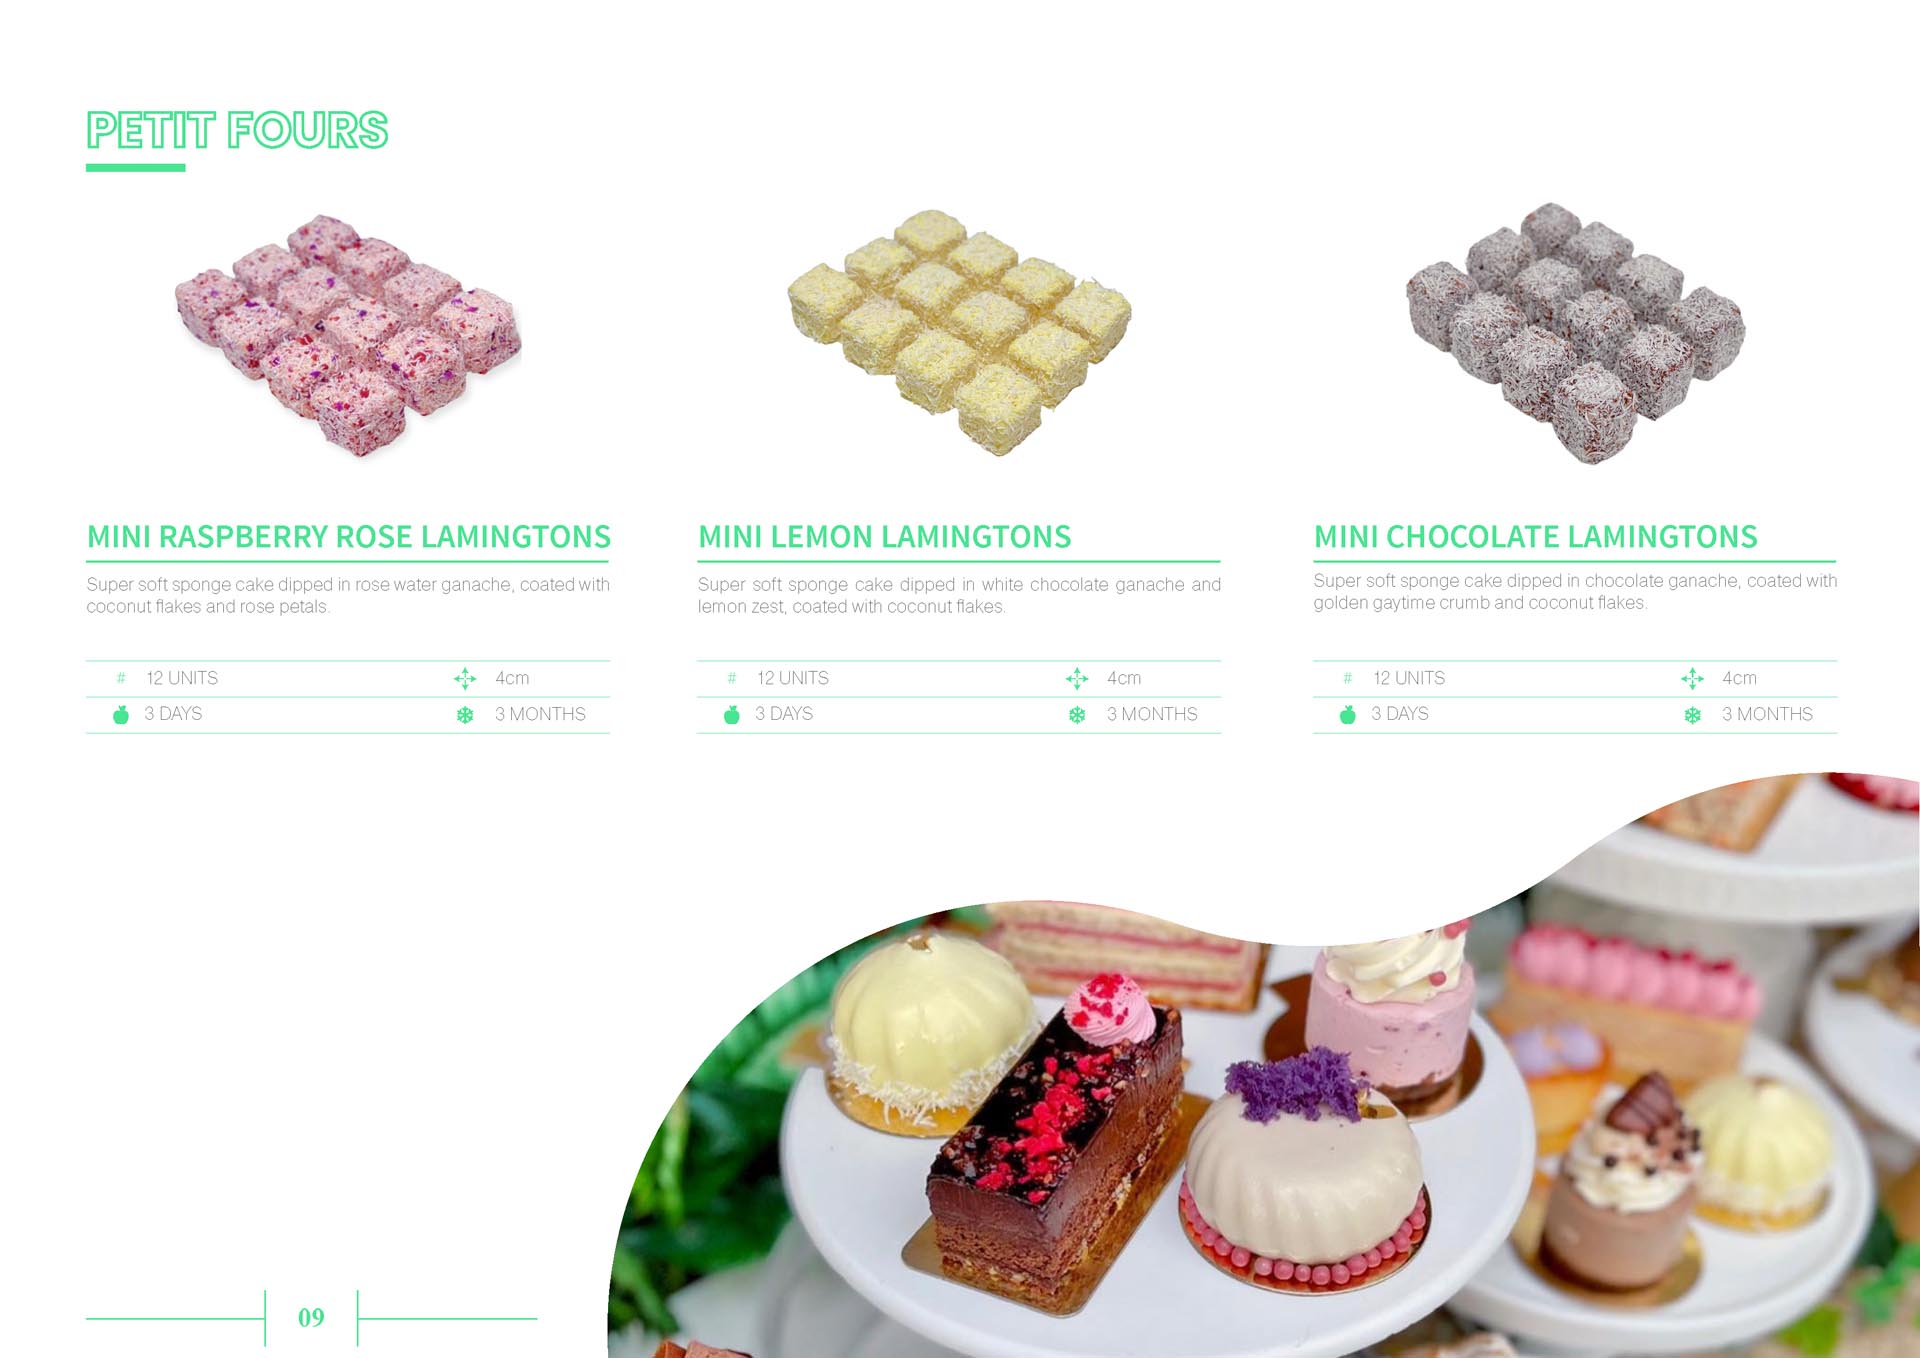 PETIT FOURS
MINI RASPBERRY ROSE LAMINGTONS
Super soft sponge cake dipped in rose water ganache, coated with
coconut flakes and rose petals.
# 12 UNITS 4cm
3 DAYS 3 MONTHS
MINI LEMON LAMINGTONS
Super soft sponge cake dipped in white chocolate ganache and
lemon zest, coated with coconut flakes.
# 12 UNITS 4cm
3 DAYS 3 MONTHS
MINI CHOCOLATE LAMINGTONS
Super soft sponge cake dipped in chocolate ganache, coated with
golden gaytime crumb and coconut flakes.
# 12 UNITS 4cm
3 DAYS 3 MONTHS
09